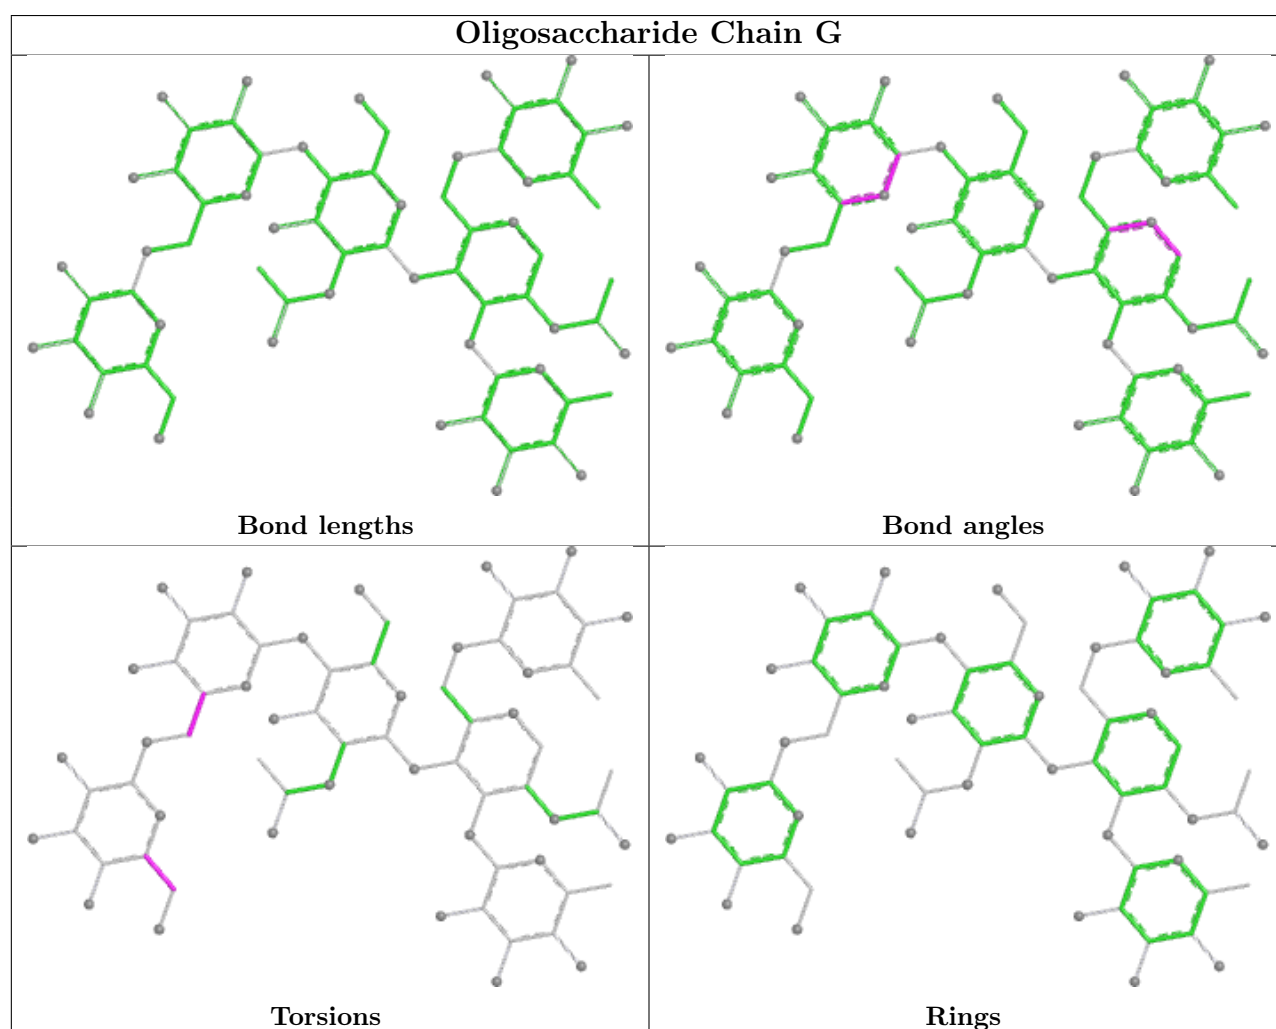 Oligosaccharide Chain G
Bond lengths
Bond angles
Torsions
Rings